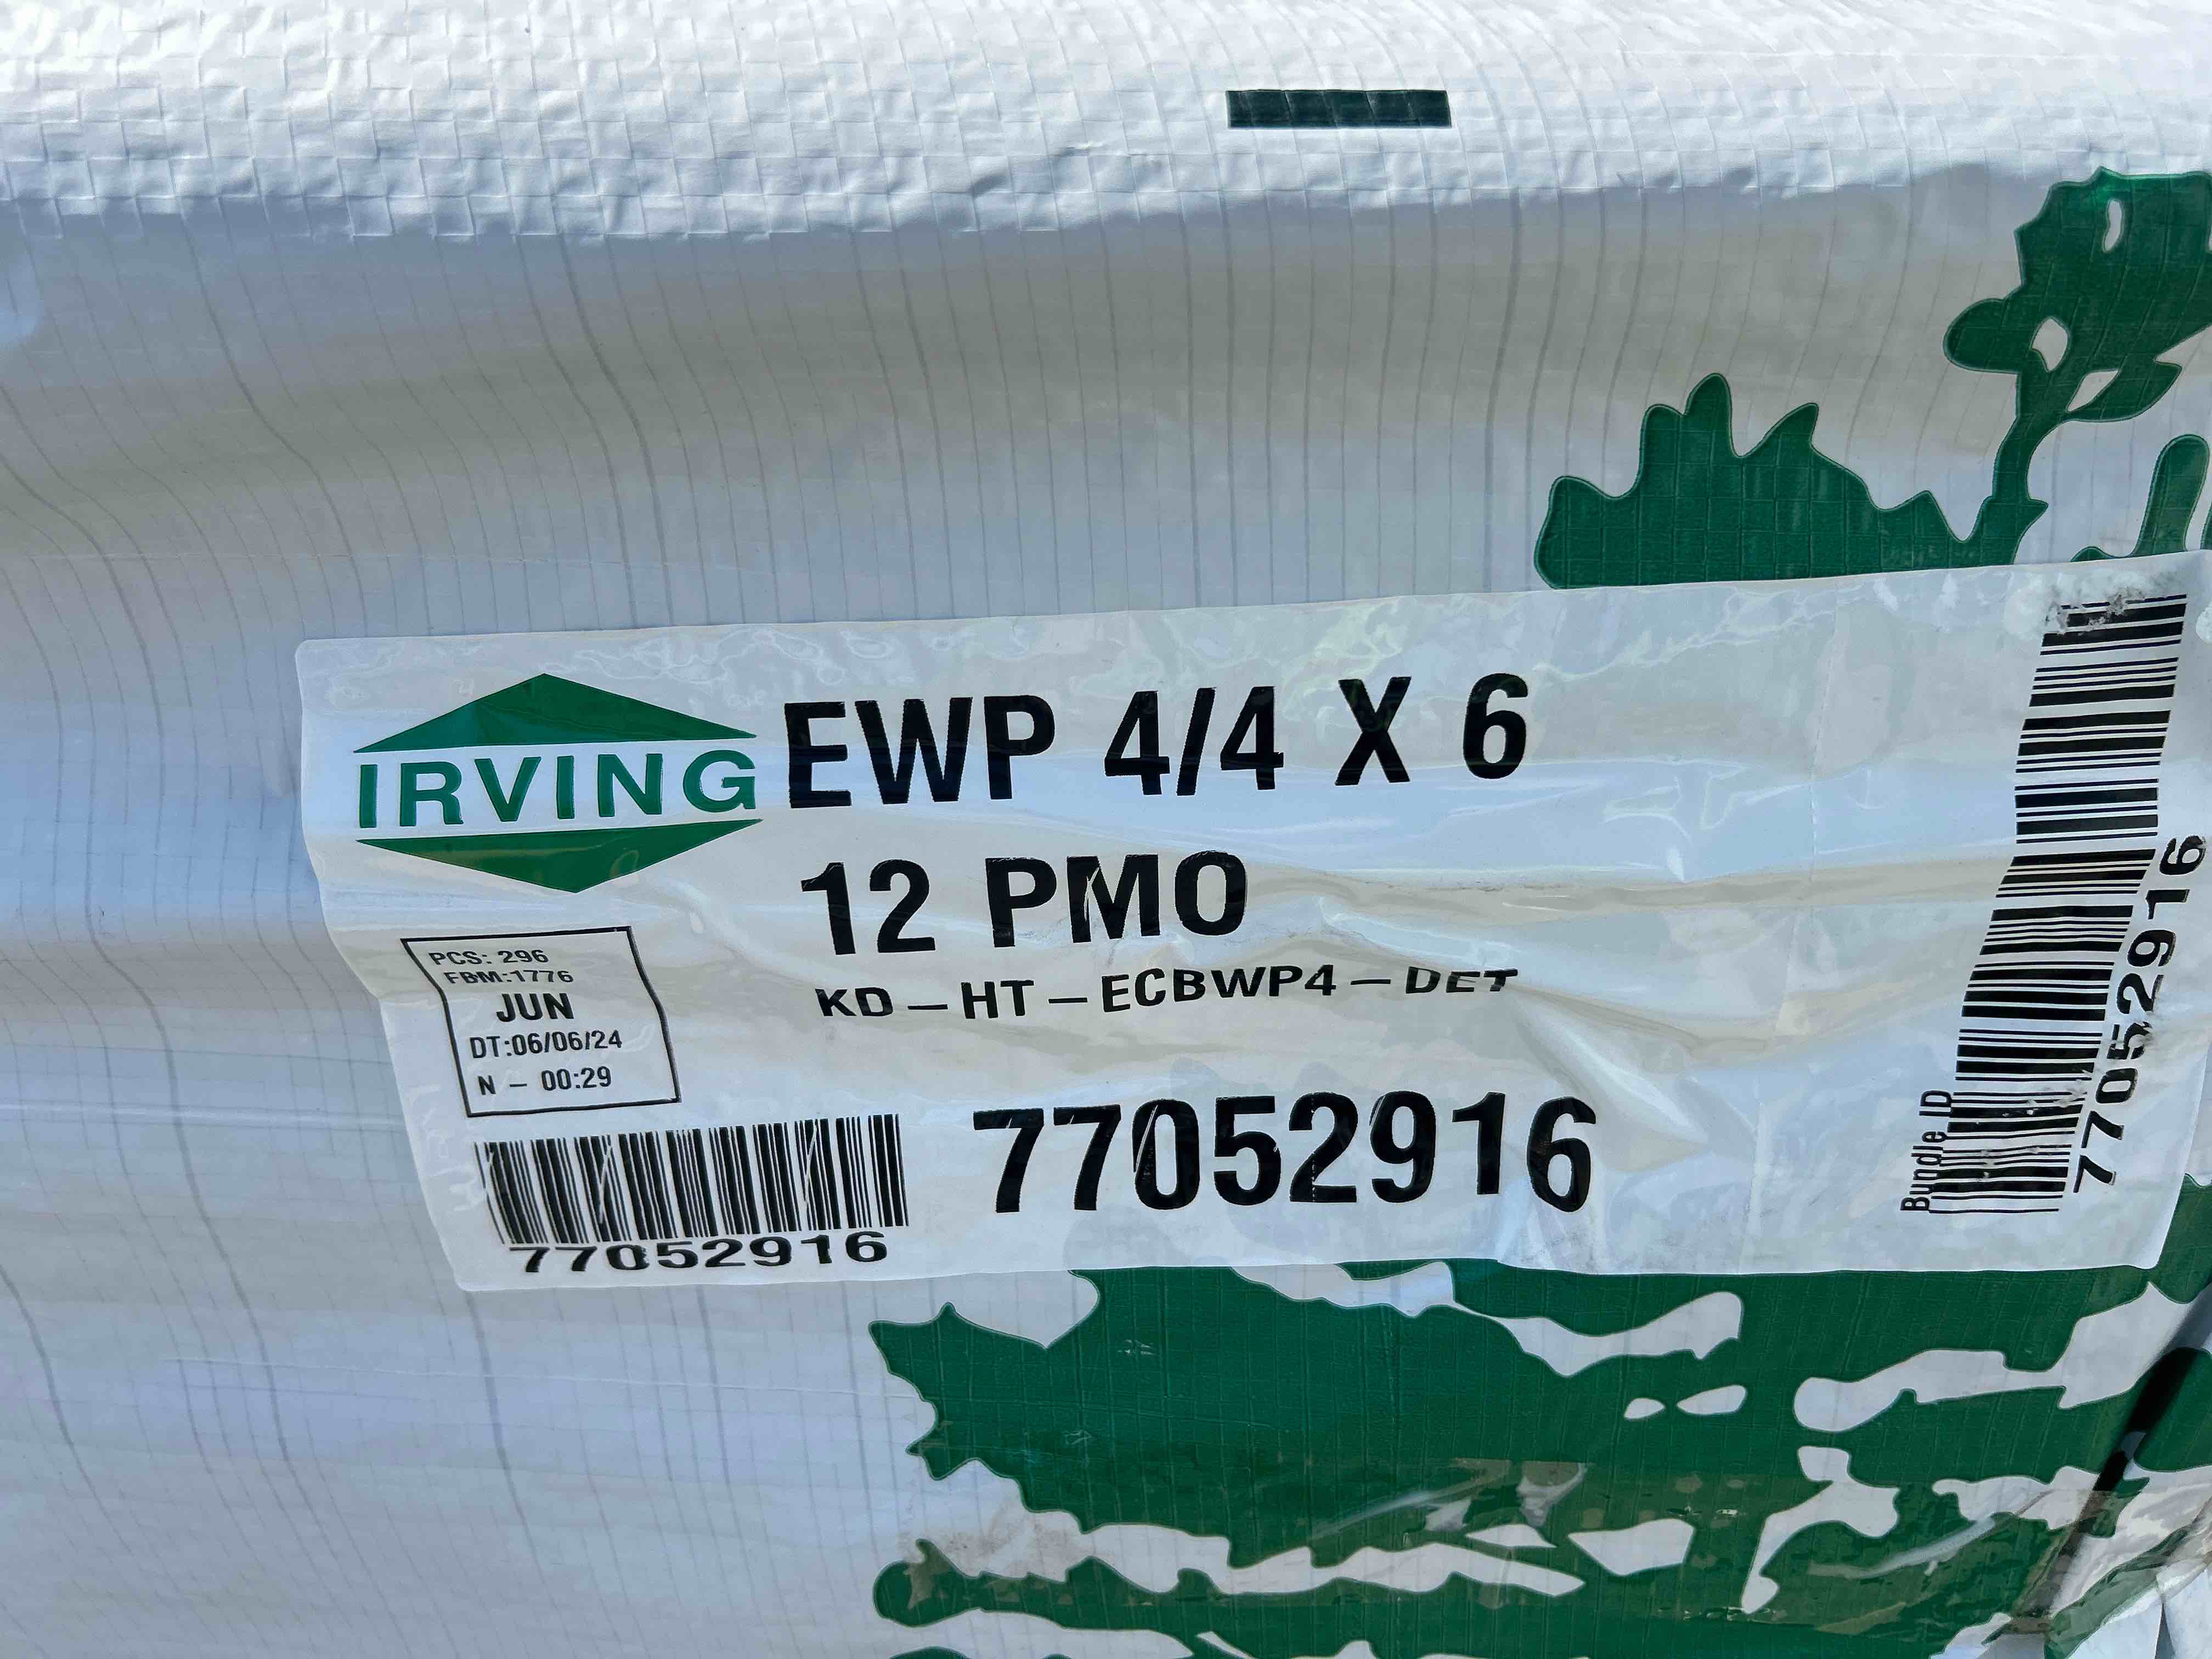 IRVING
EWP 4/4 X 6
12 PMO
KD-HT-ECBWP4-DET
PCS: 296
FBM:1776
JUN
DT:06/06/24
N - 00:29
77052916
77052916
Bundle ID
77052916